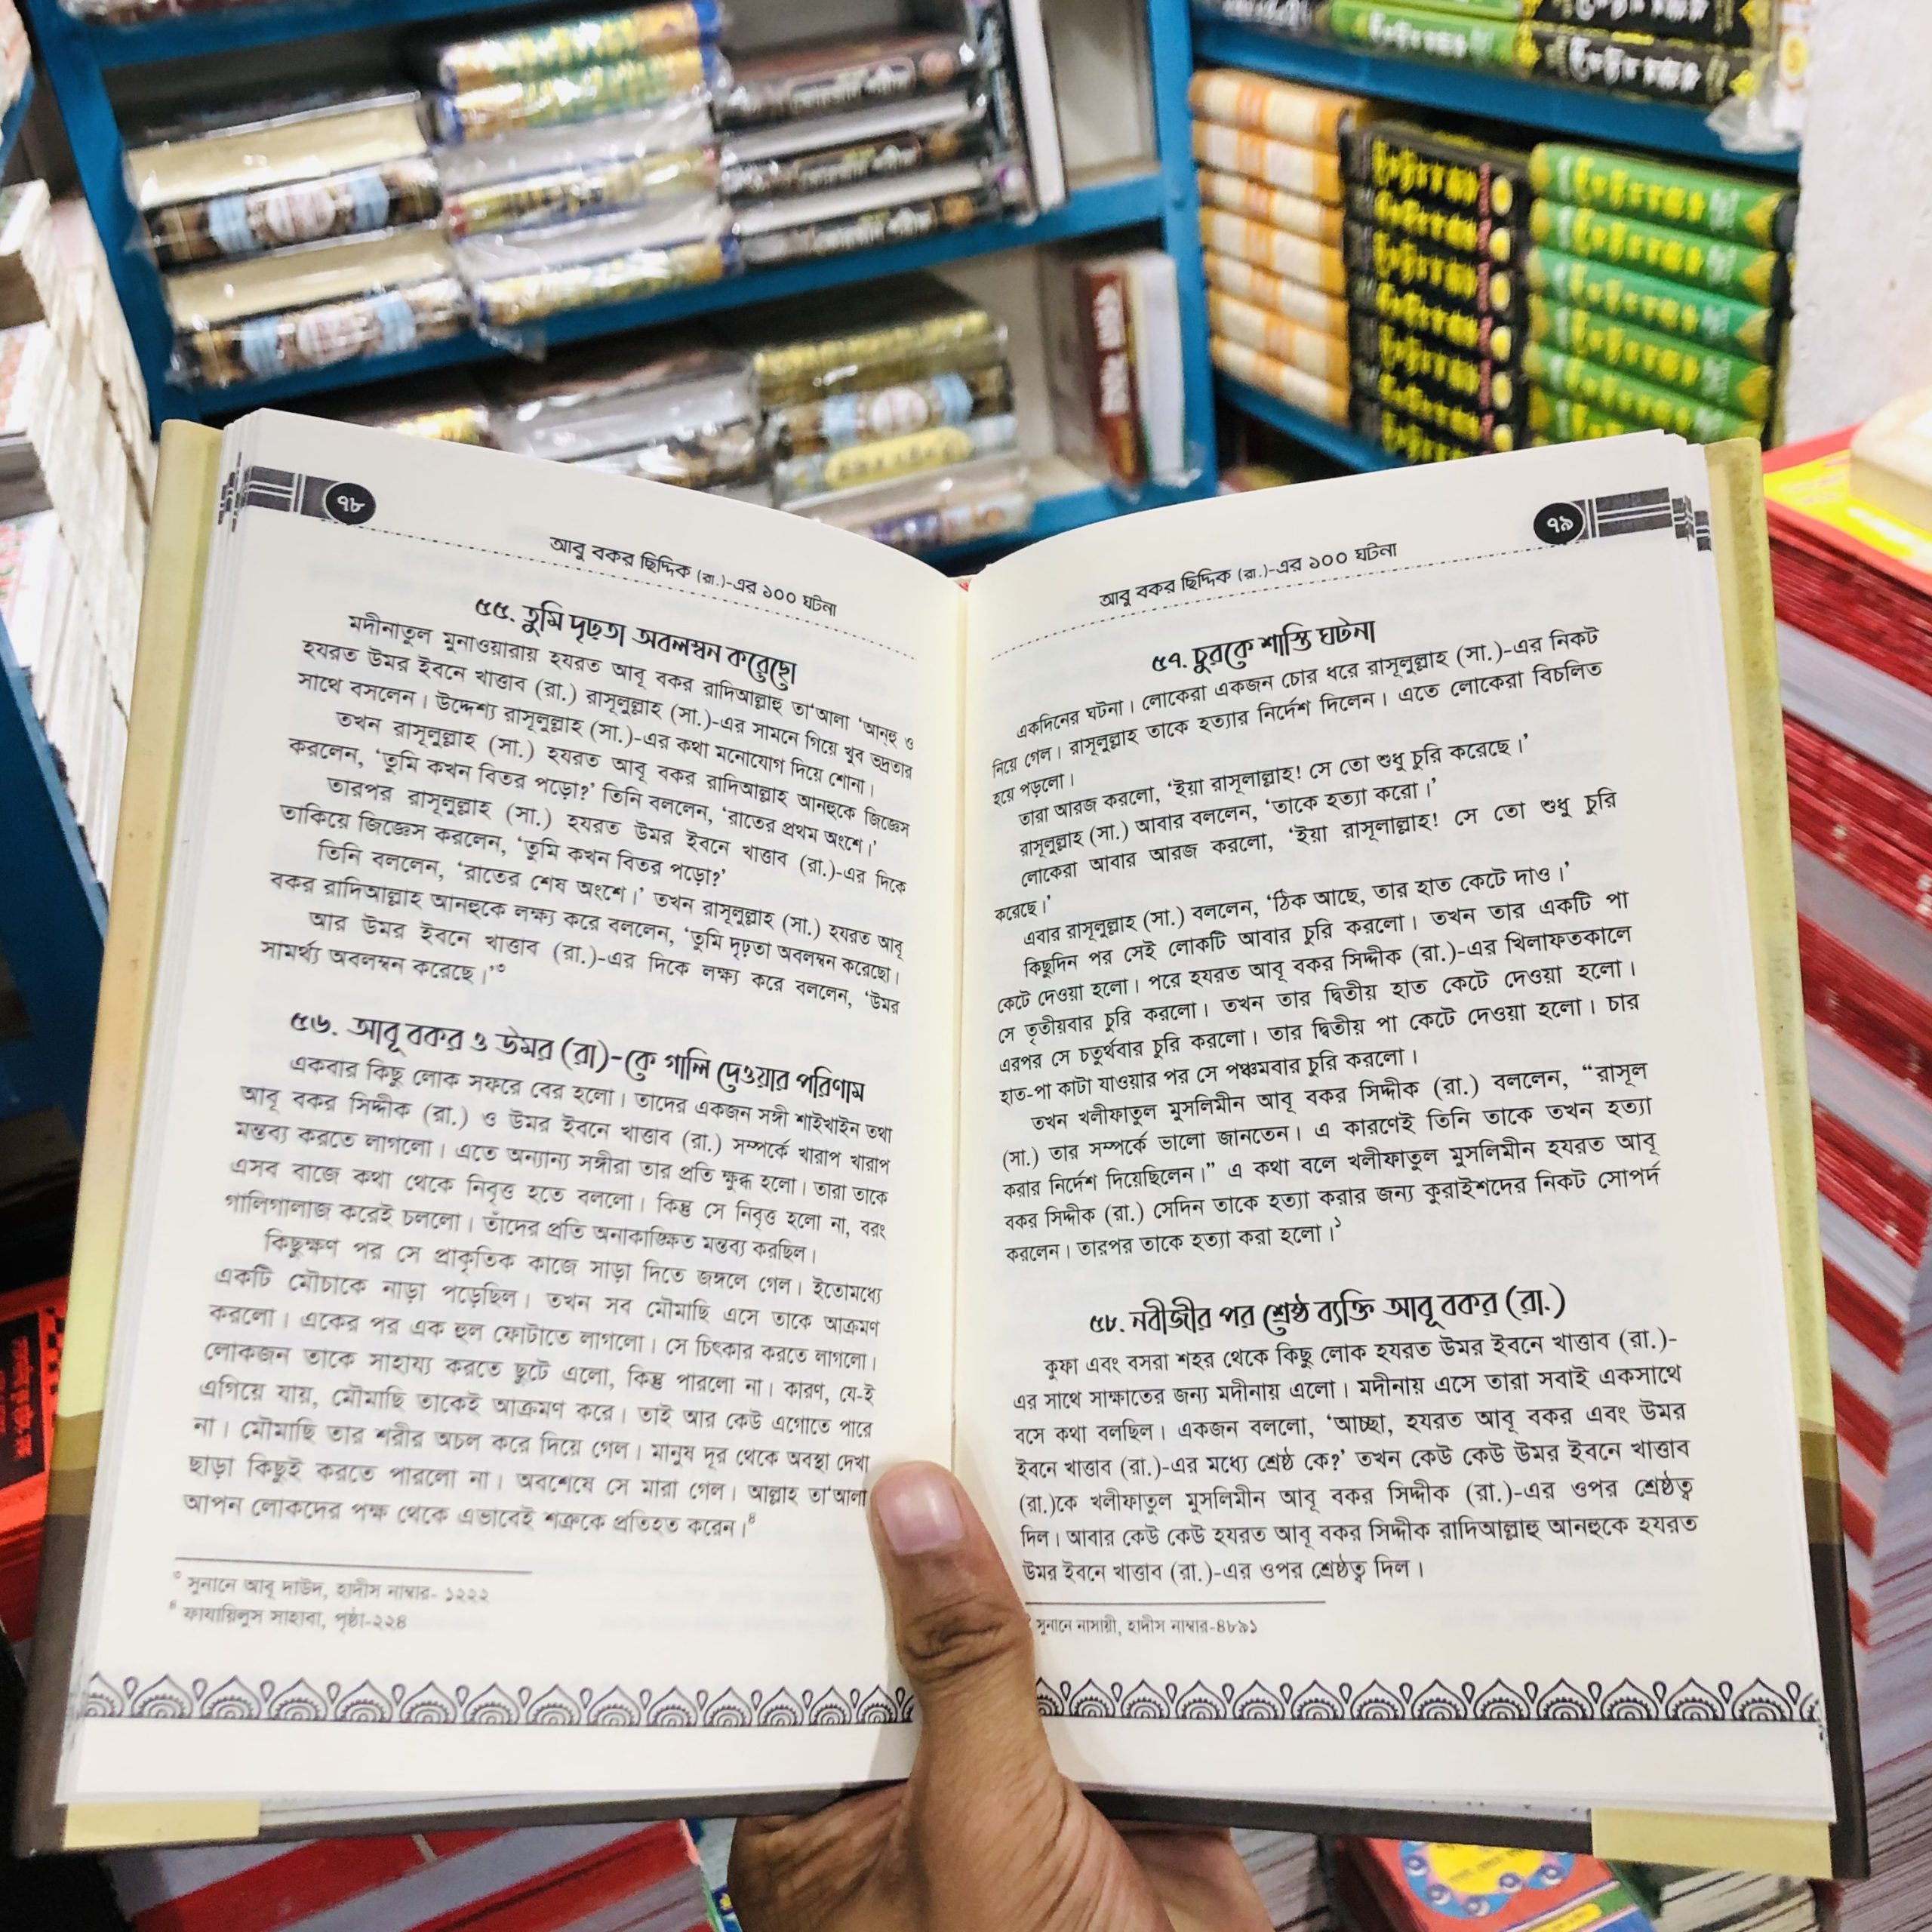 ৭৮
আবু বকর ছিদ্দিক (রা.)-এর ১০০ ঘটনা
৫৫. তুমি দৃঢ়তা অবলম্বন করেছো
মদীনাতুল মুনাওয়ারায় হযরত আবূ বকর রাদিআল্লাহু তা'আলা 'আন্হু ও
হযরত উমর ইবনে খাত্তাব (রা.) রাসূলুল্লাহ (সা.)-এর সামনে গিয়ে খুব ভদ্রতার
সাথে বসলেন। উদ্দেশ্য রাসূলুল্লাহ (সা.)-এর কথা মনোযোগ দিয়ে শোনা।
তখন রাসূলুল্লাহ (সা.) হযরত আবূ বকর রাদিআল্লাহ আনহুকে জিজ্ঞেস
করলেন, ‘তুমি কখন বিতর পড়ো?’ তিনি বললেন, ‘রাতের প্রথম অংশে।’
তারপর রাসূলুল্লাহ (সা.) হযরত উমর ইবনে খাত্তাব (রা.)-এর দিকে
তাকিয়ে জিজ্ঞেস করলেন, ‘তুমি কখন বিতর পড়ো?’
তিনি বললেন, ‘রাতের শেষ অংশে।’ তখন রাসূলুল্লাহ (সা.) হযরত আবূ
বকর রাদিআল্লাহ আনহুকে লক্ষ্য করে বললেন, ‘তুমি দৃঢ়তা অবলম্বন করেছো।
আর উমর ইবনে খাত্তাব (রা.)-এর দিকে লক্ষ্য করে বললেন, ‘উমর
সামর্থ্য অবলম্বন করেছে।’৩
৫৬. আবূ বকর ও উমর (রা)-কে গালি দেওয়ার পরিণাম
একবার কিছু লোক সফরে বের হলো। তাদের একজন সঙ্গী শাইখাইন তথা
আবূ বকর সিদ্দীক (রা.) ও উমর ইবনে খাত্তাব (রা.) সম্পর্কে খারাপ খারাপ
মন্তব্য করতে লাগলো। এতে অন্যান্য সঙ্গীরা তার প্রতি ক্ষুব্ধ হলো। তারা তাকে
এসব বাজে কথা থেকে নিবৃত্ত হতে বললো। কিন্তু সে নিবৃত্ত হলো না, বরং
গালিগালাজ করেই চললো। তাঁদের প্রতি অনাকাঙ্ক্ষিত মন্তব্য করছিল।
কিছুক্ষণ পর সে প্রাকৃতিক কাজে সাড়া দিতে জঙ্গলে গেল। ইতোমধ্যে
একটি মৌচাকে নাড়া পড়েছিল। তখন সব মৌমাছি এসে তাকে আক্রমণ
করলো। একের পর এক হুল ফোটাতে লাগলো। সে চিৎকার করতে লাগলো।
লোকজন তাকে সাহায্য করতে ছুটে এলো, কিন্তু পারলো না। কারণ, যে-ই
এগিয়ে যায়, মৌমাছি তাকেই আক্রমণ করে। তাই আর কেউ এগোতে পারে
না। মৌমাছি তার শরীর অচল করে দিয়ে গেল। মানুষ দূর থেকে অবস্থা দেখা
ছাড়া কিছুই করতে পারলো না। অবশেষে সে মারা গেল। আল্লাহ তা'আলা
আপন লোকদের পক্ষ থেকে এভাবেই শত্রুকে প্রতিহত করেন।৪
৩ সুনানে আবূ দাউদ, হাদীস নাম্বার- ১২২২
৪ ফাযায়িলুস সাহাবা, পৃষ্ঠা-২২৪
৭৯
আবু বকর ছিদ্দিক (রা.)-এর ১০০ ঘটনা
৫৭. চুরকে শাস্তি ঘটনা
একদিনের ঘটনা। লোকেরা একজন চোর ধরে রাসূলুল্লাহ (সা.)-এর নিকট
নিয়ে গেল। রাসূলুল্লাহ তাকে হত্যার নির্দেশ দিলেন। এতে লোকেরা বিচলিত
হয়ে পড়লো।
তারা আরজ করলো, ‘ইয়া রাসূলাল্লাহ! সে তো শুধু চুরি করেছে।’
রাসূলুল্লাহ (সা.) আবার বললেন, ‘তাকে হত্যা করো।’
লোকেরা আবার আরজ করলো, ‘ইয়া রাসূলাল্লাহ! সে তো শুধু চুরি
করেছে।’
এবার রাসূলুল্লাহ (সা.) বললেন, ‘ঠিক আছে, তার হাত কেটে দাও।’
কিছুদিন পর সেই লোকটি আবার চুরি করলো। তখন তার একটি পা
কেটে দেওয়া হলো। পরে হযরত আবূ বকর সিদ্দীক (রা.)-এর খিলাফতকালে
সে তৃতীয়বার চুরি করলো। তখন তার দ্বিতীয় হাত কেটে দেওয়া হলো।
এরপর সে চতুর্থবার চুরি করলো। তার দ্বিতীয় পা কেটে দেওয়া হলো। চার
হাত-পা কাটা যাওয়ার পর সে পঞ্চমবার চুরি করলো।
তখন খলীফাতুল মুসলিমীন আবূ বকর সিদ্দীক (রা.) বললেন, “রাসূল
(সা.) তার সম্পর্কে ভালো জানতেন। এ কারণেই তিনি তাকে তখন হত্যা
করার নির্দেশ দিয়েছিলেন।” এ কথা বলে খলীফাতুল মুসলিমীন হযরত আবূ
বকর সিদ্দীক (রা.) সেদিন তাকে হত্যা করার জন্য কুরাইশদের নিকট সোপর্দ
করলেন। তারপর তাকে হত্যা করা হলো।১
৫৮. নবীজীর পর শ্রেষ্ঠ ব্যক্তি আবূ বকর (রা.)
কুফা এবং বসরা শহর থেকে কিছু লোক হযরত উমর ইবনে খাত্তাব (রা.)-
এর সাথে সাক্ষাতের জন্য মদীনায় এলো। মদীনায় এসে তারা সবাই একসাথে
বসে কথা বলছিল। একজন বললো, ‘আচ্ছা, হযরত আবূ বকর এবং উমর
ইবনে খাত্তাব (রা.)-এর মধ্যে শ্রেষ্ঠ কে?’ তখন কেউ কেউ উমর ইবনে খাত্তাব
(রা.)কে খলীফাতুল মুসলিমীন আবূ বকর সিদ্দীক (রা.)-এর ওপর শ্রেষ্ঠত্ব
দিল। আবার কেউ কেউ হযরত আবূ বকর সিদ্দীক রাদিআল্লাহু আনহুকে হযরত
উমর ইবনে খাত্তাব (রা.)-এর ওপর শ্রেষ্ঠত্ব দিল।
সুনানে নাসায়ী, হাদীস নাম্বার-৪৮৯১